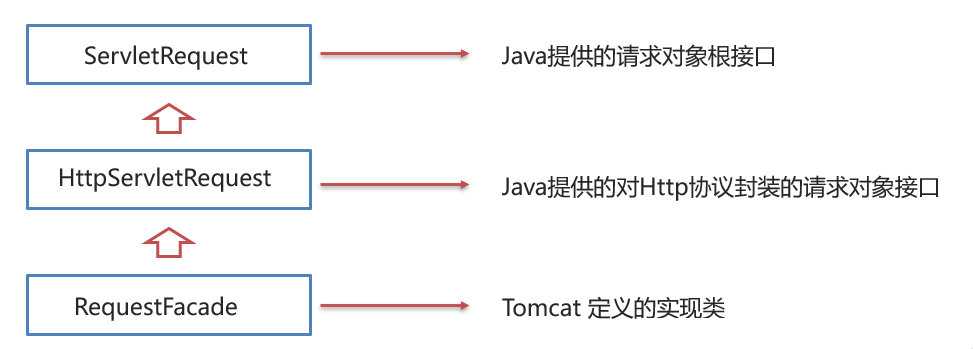 ServletRequest
Java提供的请求对象根接口
HttpServletRequest
Java提供的对Http协议封装的请求对象接口
RequestFacade
Tomcat 定义的实现类